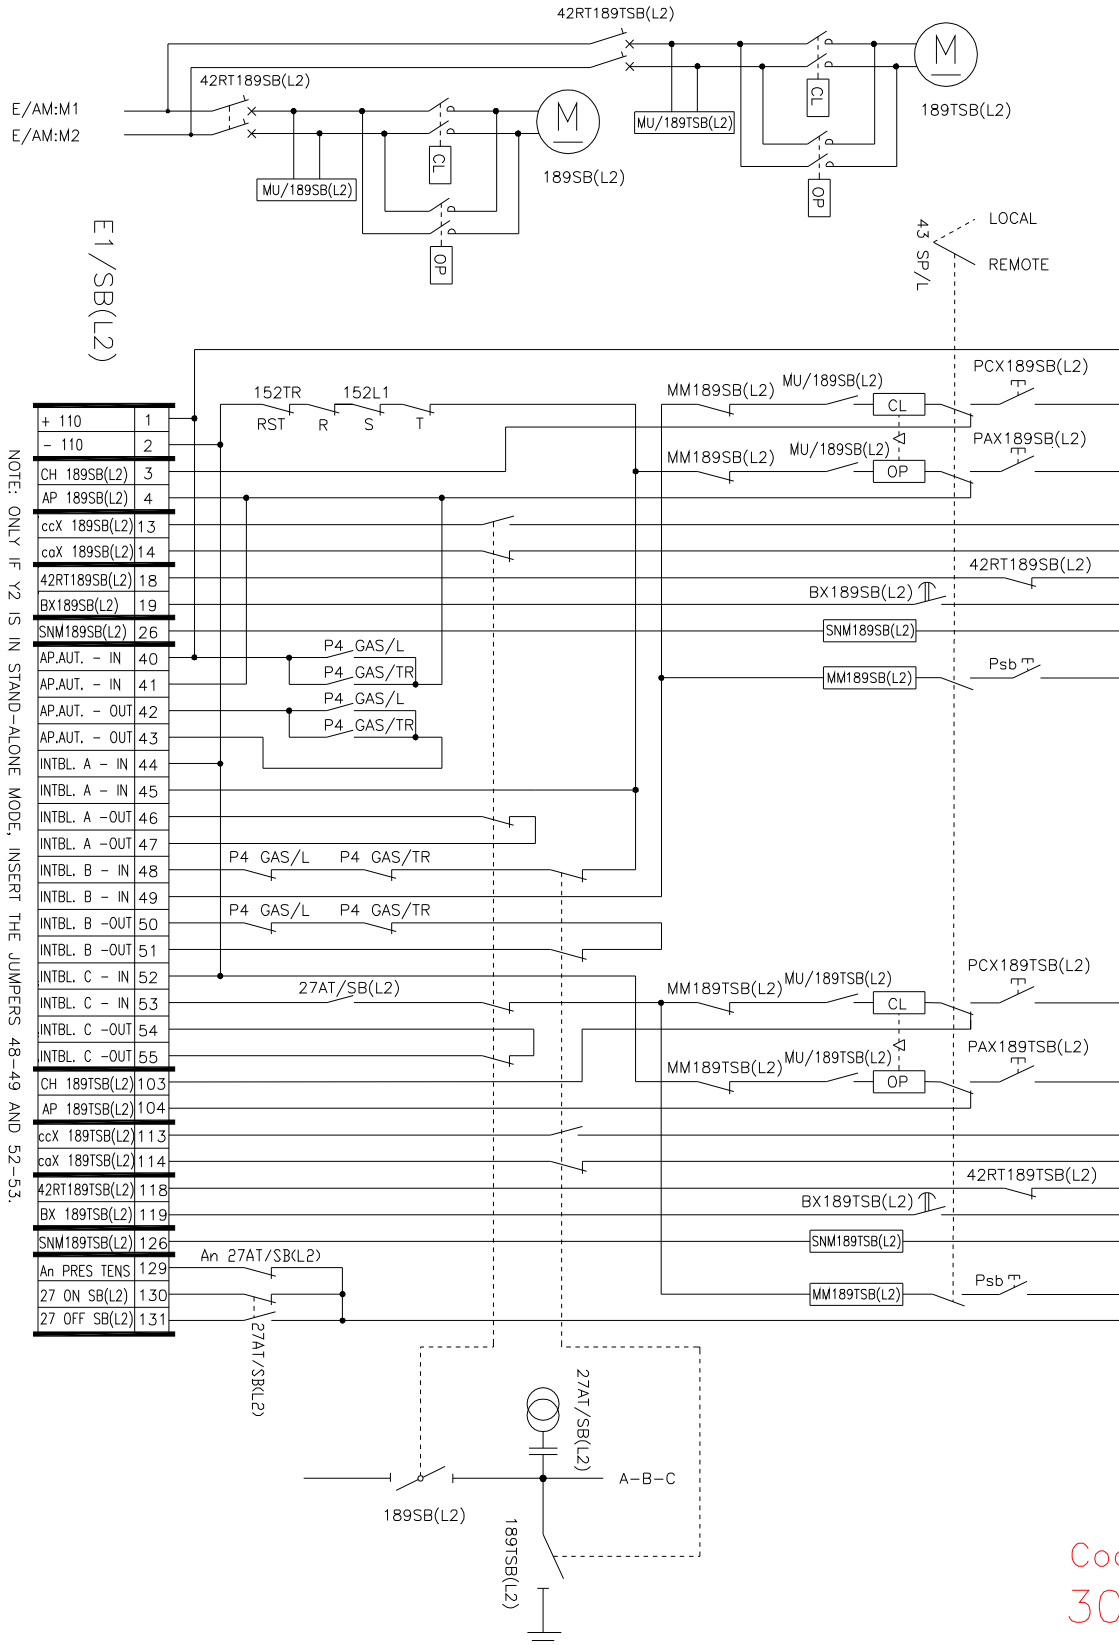 42RT189TSB(L2)
M
189TSB(L2)
CL
MU/189TSB(L2)
OP
42RT189SB(L2)
E/AM:M1
E/AM:M2
M
189SB(L2)
CL
MU/189SB(L2)
OP
E1/SB(L2)
43 SP/L
LOCAL
REMOTE
NOTE: ONLY IF Y2 IS IN STAND-ALONE MODE, INSERT THE JUMPERS 48-49 AND 52-53.
+ 110 1
- 110 2
CH 189SB(L2) 3
AP 189SB(L2) 4
ccX 189SB(L2) 13
caX 189SB(L2) 14
42RT189SB(L2) 18
BX189SB(L2) 19
SNM189SB(L2) 26
AP.AUT. - IN 40
AP.AUT. - IN 41
AP.AUT. - OUT 42
AP.AUT. - OUT 43
INTBL. A - IN 44
INTBL. A - IN 45
INTBL. A -OUT 46
INTBL. A -OUT 47
INTBL. B - IN 48
INTBL. B - IN 49
INTBL. B -OUT 50
INTBL. B -OUT 51
INTBL. C - IN 52
INTBL. C - IN 53
INTBL. C -OUT 54
INTBL. C -OUT 55
CH 189TSB(L2) 103
AP 189TSB(L2) 104
ccX 189TSB(L2) 113
caX 189TSB(L2) 114
42RT189TSB(L2) 118
BX 189TSB(L2) 119
SNM189TSB(L2) 126
An PRES TENS 129
27 ON SB(L2) 130
27 OFF SB(L2) 131
152TR 152L1
RST R S T
MM189SB(L2) MU/189SB(L2) CL PCX189SB(L2)
MM189SB(L2) MU/189SB(L2) OP PAX189SB(L2)
42RT189SB(L2)
BX189SB(L2)
SNM189SB(L2)
P4 GAS/L
P4 GAS/TR
MM189SB(L2) Psb
P4 GAS/L
P4 GAS/TR
P4 GAS/L P4 GAS/TR
P4 GAS/L P4 GAS/TR
27AT/SB(L2)
MM189TSB(L2) MU/189TSB(L2) CL PCX189TSB(L2)
MM189TSB(L2) MU/189TSB(L2) OP PAX189TSB(L2)
42RT189TSB(L2)
BX189TSB(L2)
SNM189TSB(L2)
An 27AT/SB(L2)
MM189TSB(L2) Psb
27AT/SB(L2)
27AT/SB(L2)
A-B-C
189SB(L2)
189TSB(L2)
30